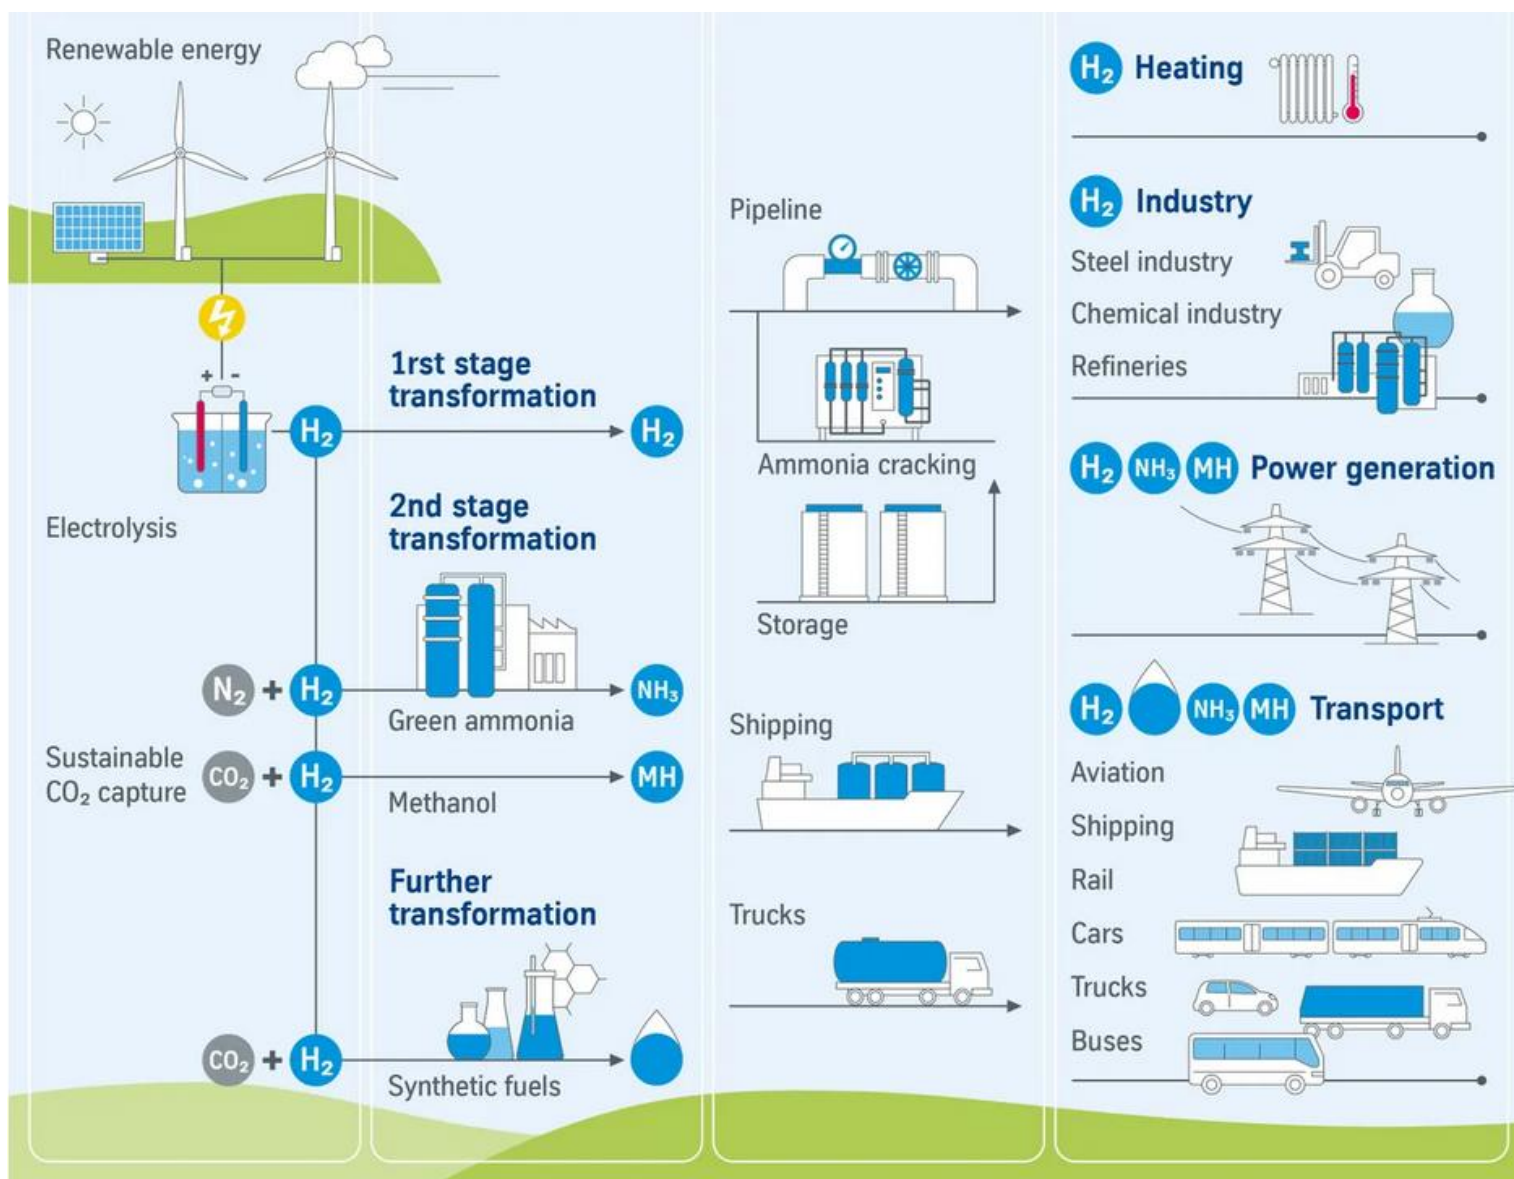 Renewable energy
+ -
H₂
Electrolysis
N₂ + H₂
Sustainable
CO₂ capture
CO₂ + H₂
CO₂ + H₂
1rst stage
transformation
H₂
2nd stage
transformation
NH₃
Green ammonia
MH
Methanol
Further
transformation
Synthetic fuels
Pipeline
Ammonia cracking
Storage
Shipping
Trucks
H₂ Heating
H₂ Industry
Steel industry
Chemical industry
Refineries
H₂ NH₃ MH Power generation
H₂ NH₃ MH Transport
Aviation
Shipping
Rail
Cars
Trucks
Buses